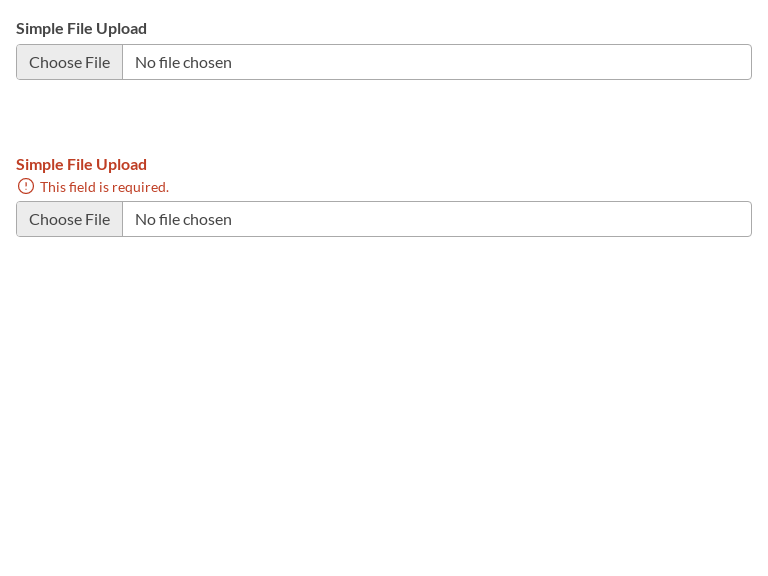 Simple File Upload
Choose File No file chosen
Simple File Upload
This field is required.
Choose File No file chosen